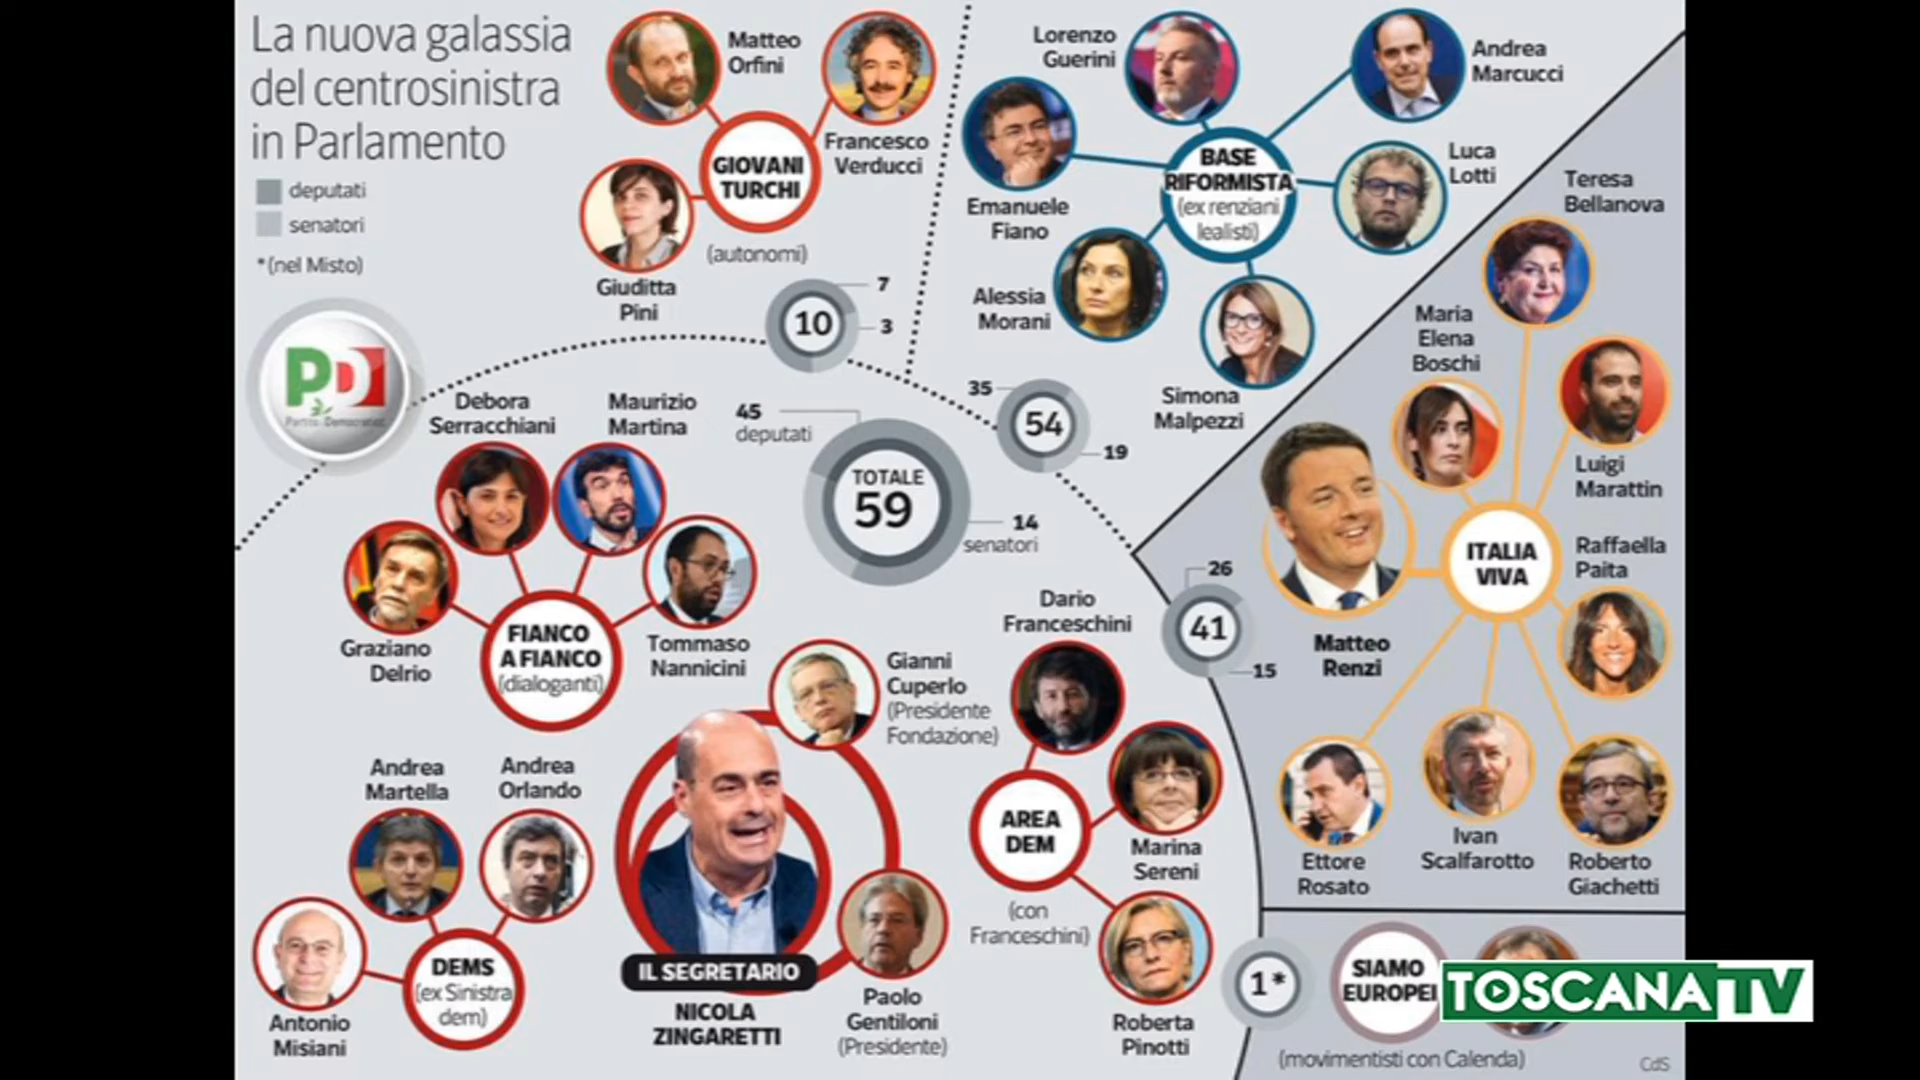 La nuova galassia
del centrosinistra
in Parlamento
deputati
senatori
*(nel Misto)
PD
Partito Democratico
Matteo
Orfini
Francesco
Verducci
GIOVANI
TURCHI
(autonomi)
Giuditta
Pini
10
7
3
Lorenzo
Guerini
Andrea
Marcucci
BASE
RIFORMISTA
(ex renziani
lealisti)
Luca
Lotti
Emanuele
Fiano
Alessia
Morani
Simona
Malpezzi
35
54
19
Teresa
Bellanova
Maria
Elena
Boschi
Luigi
Marattin
ITALIA
VIVA
Raffaella
Paita
Matteo
Renzi
Ettore
Rosato
Ivan
Scalfarotto
Roberto
Giachetti
26
41
15
Debora
Serracchiani
Maurizio
Martina
45
deputati
TOTALE
59
14
senatori
Graziano
Delrio
FIANCO
A FIANCO
(dialoganti)
Tommaso
Nannicini
Gianni
Cuperlo
(Presidente
Fondazione)
Dario
Franceschini
AREA
DEM
(con
Franceschini)
Marina
Sereni
Roberta
Pinotti
Andrea
Martella
Andrea
Orlando
DEMS
(ex Sinistra
dem)
Antonio
Misiani
IL SEGRETARIO
NICOLA
ZINGARETTI
Paolo
Gentiloni
(Presidente)
1*
SIAMO
EUROPEI
(movimentisti con Calenda)
TOSCANA TV
CdS